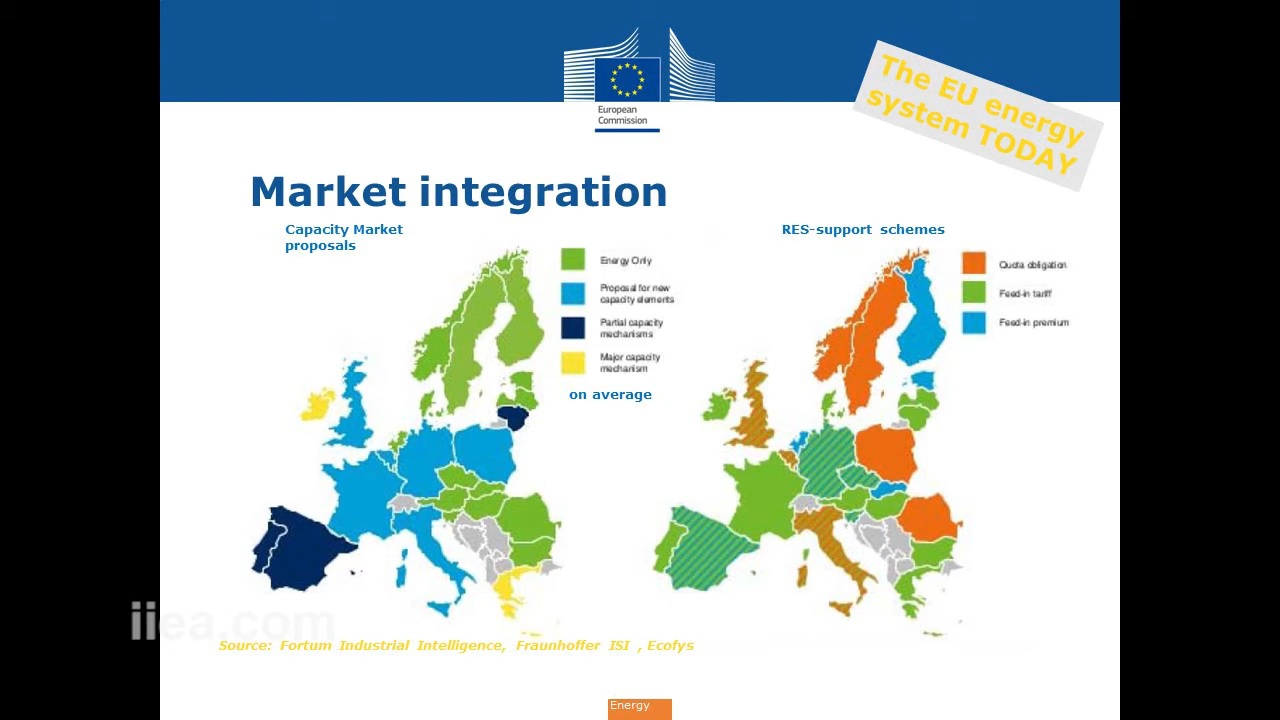 European
Commission
The EU energy
system TODAY
Market integration
Capacity Market
proposals
RES-support schemes
Energy Only
Proposal for new
capacity elements
Partial capacity
mechanisms
Major capacity
mechanism
on average
Quota obligation
Feed-in tariff
Feed-in premium
iiea.com
Source: Fortum Industrial Intelligence, Fraunhoffer ISI , Ecofys
Energy